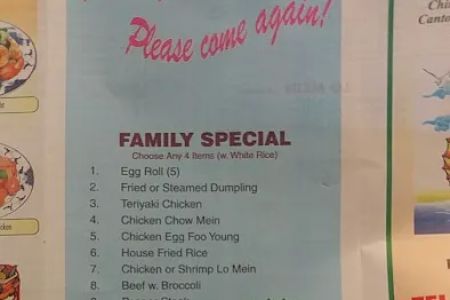 Please come again!
FAMILY SPECIAL
Choose Any 4 Items (w. White Rice)
1. Egg Roll (5)
2. Fried or Steamed Dumpling
3. Teriyaki Chicken
4. Chicken Chow Mein
5. Chicken Egg Foo Young
6. House Fried Rice
7. Chicken or Shrimp Lo Mein
8. Beef w. Broccoli